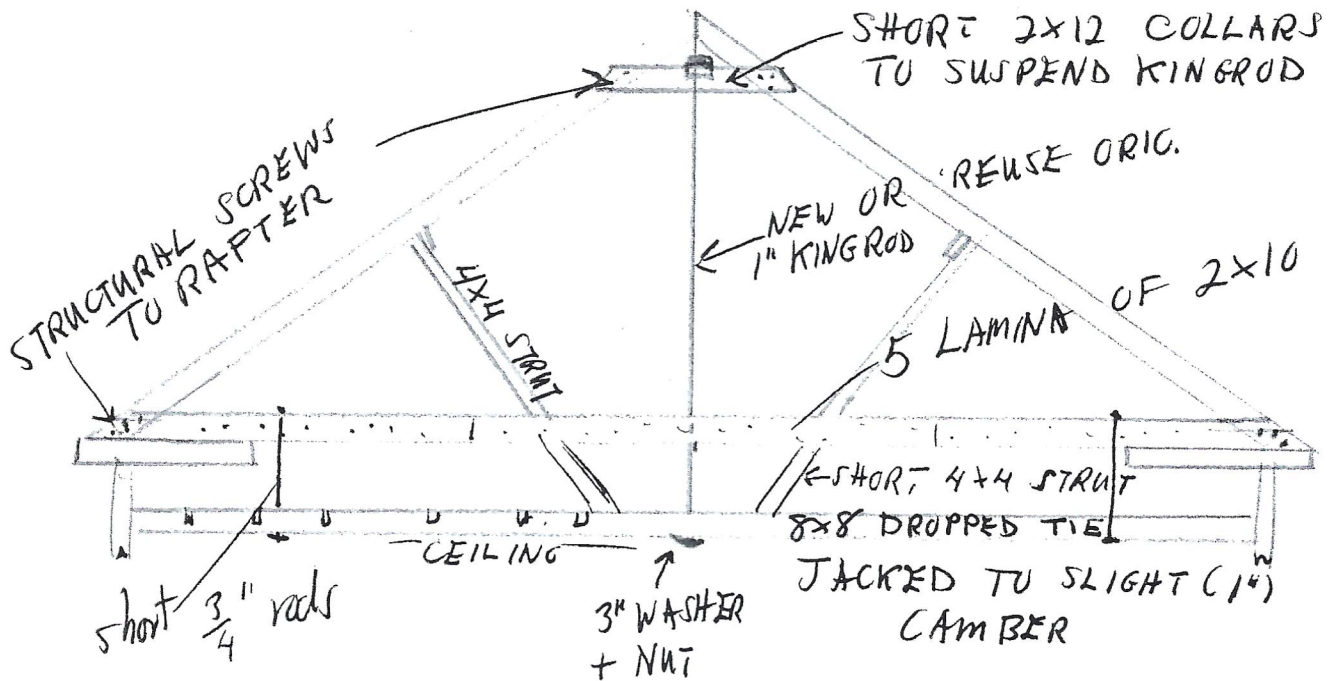 SHORT 2X12 COLLARS
TO SUSPEND KINGROD
STRUCTURAL SCREWS
TO RAFTER
NEW OR REUSE ORIG.
1" KINGROD
4X4 STRUT
5 LAMINA OF 2X10
SHORT 4X4 STRUT
8X8 DROPPED TIE
JACKED TO SLIGHT (1")
CAMBER
CEILING
short 3/4" rods
3" WASHER
+ NUT